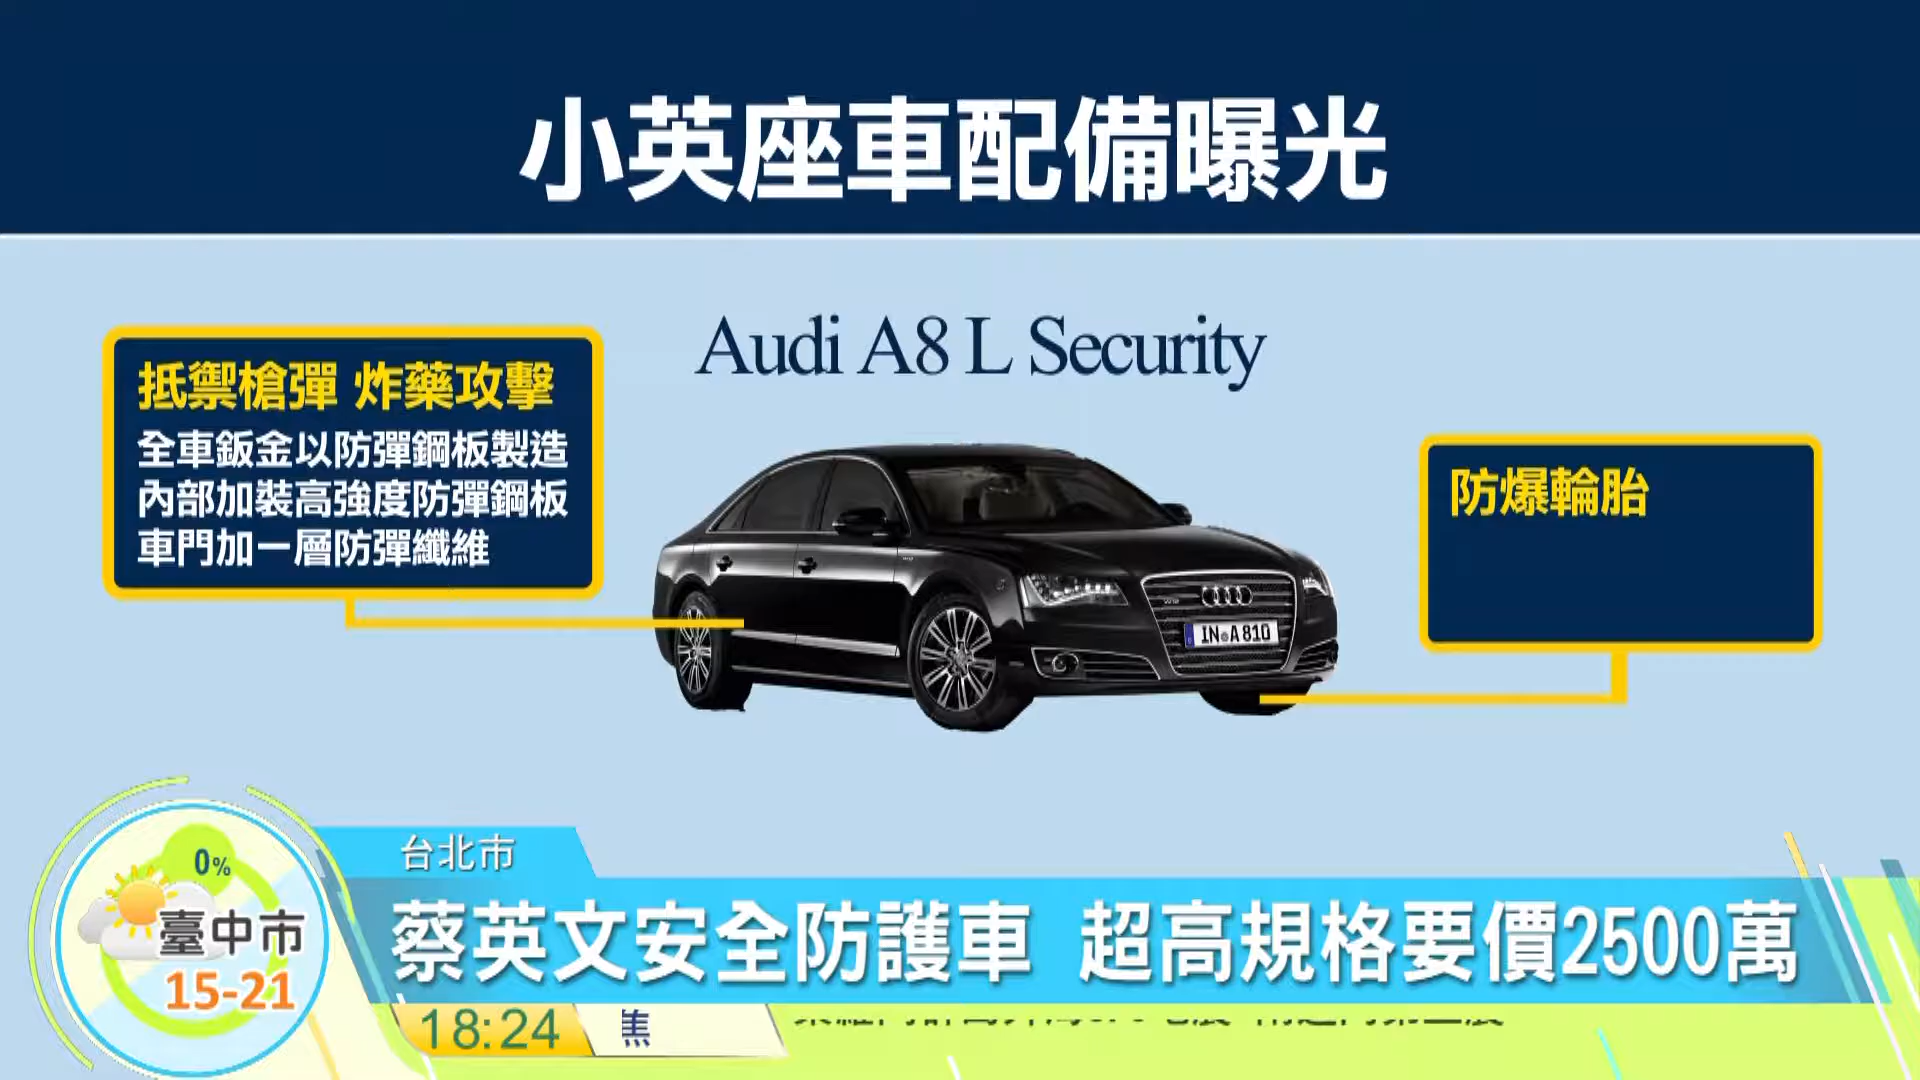 小英座車配備曝光
Audi A8 L Security
抵禦槍彈 炸藥攻擊
全車鈑金以防彈鋼板製造
內部加裝高強度防彈鋼板
車門加一層防彈纖維
防爆輪胎
IN A 810
0%
臺中市
15-21
台北市
蔡英文安全防護車 超高規格要價2500萬
18:24